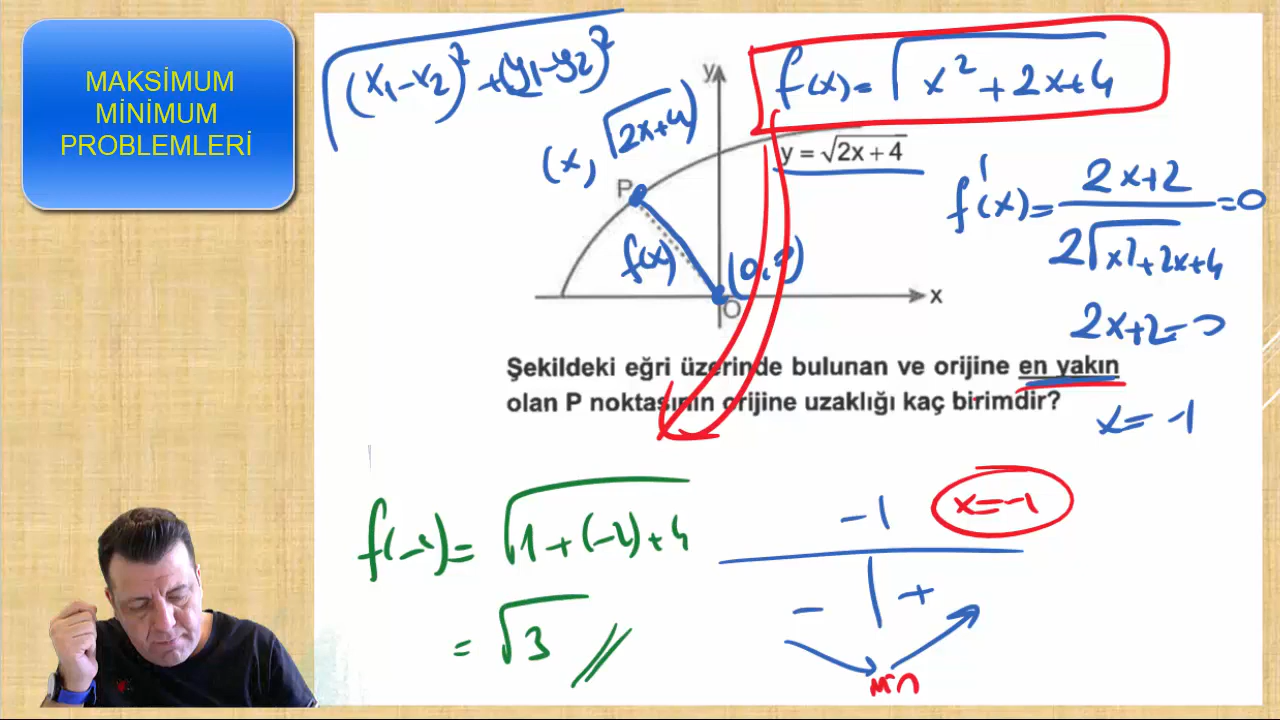 MAKSİMUM
MİNİMUM
PROBLEMLERİ
√(x₁-x₂)²+(y₁-y₂)²
f(x)=√x²+2x+4
y
(x, √2x+4)
y = √2x + 4
P
f'(x)= 2x+2 / 2√x²+2x+4 =0
f(x)
(0,0)
O
x
2x+2=0
Şekildeki eğri üzerinde bulunan ve orijine en yakın
olan P noktasının orijine uzaklığı kaç birimdir?
x=-1
f(-1)=√1+(-2)+4
-1
x=-1
- +
=√3
min